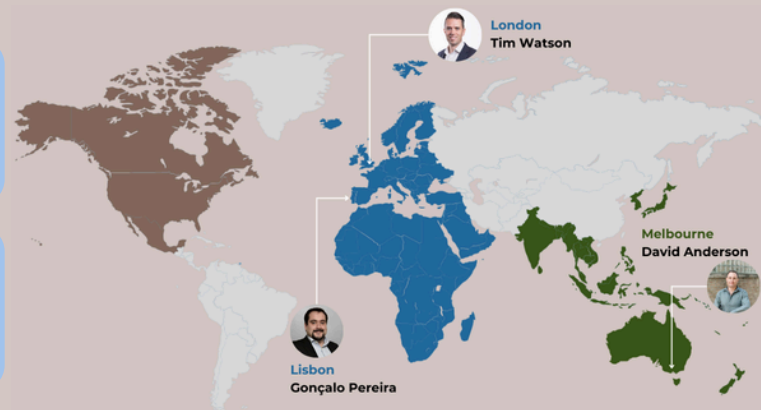 London
Tim Watson
Melbourne
David Anderson
Lisbon
Gonçalo Pereira